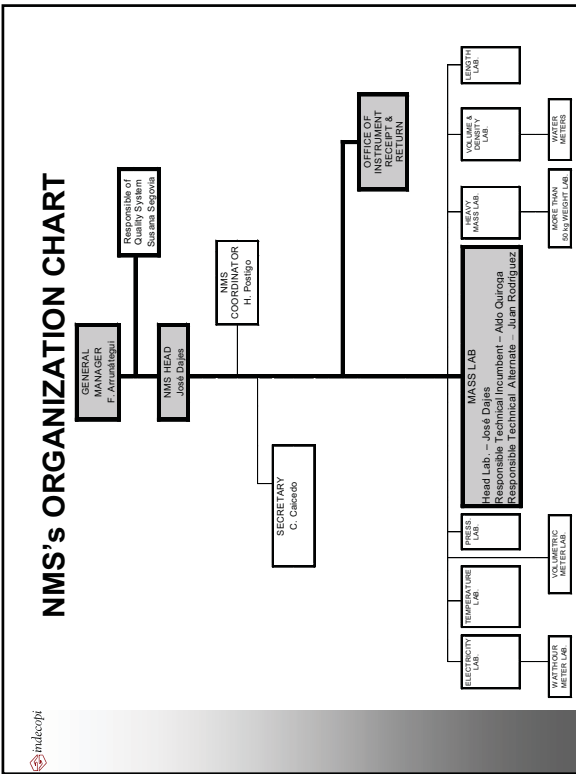 indecopi
NMS's ORGANIZATION CHART
GENERAL
MANAGER
F. Arrunátegui
Responsible of
Quality System
Susana Segovia
NMS HEAD
José Dajes
NMS
COORDINATOR
H. Postigo
SECRETARY
C. Caicedo
OFFICE OF
INSTRUMENT
RECEIPT &
RETURN
ELECTRICITY
LAB.
TEMPERATURE
LAB.
PRESS.
LAB.
MASS LAB
Head Lab. – José Dajes
Responsible Technical Incumbent – Aldo Quiroga
Responsible Technical Alternate – Juan Rodríguez
HEAVY
MASS LAB.
VOLUME &
DENSITY
LAB.
LENGTH
LAB.
WATTHOUR
METER LAB.
VOLUMETRIC
METER LAB.
MORE THAN
50 kg WEIGHT LAB.
WATER
METERS